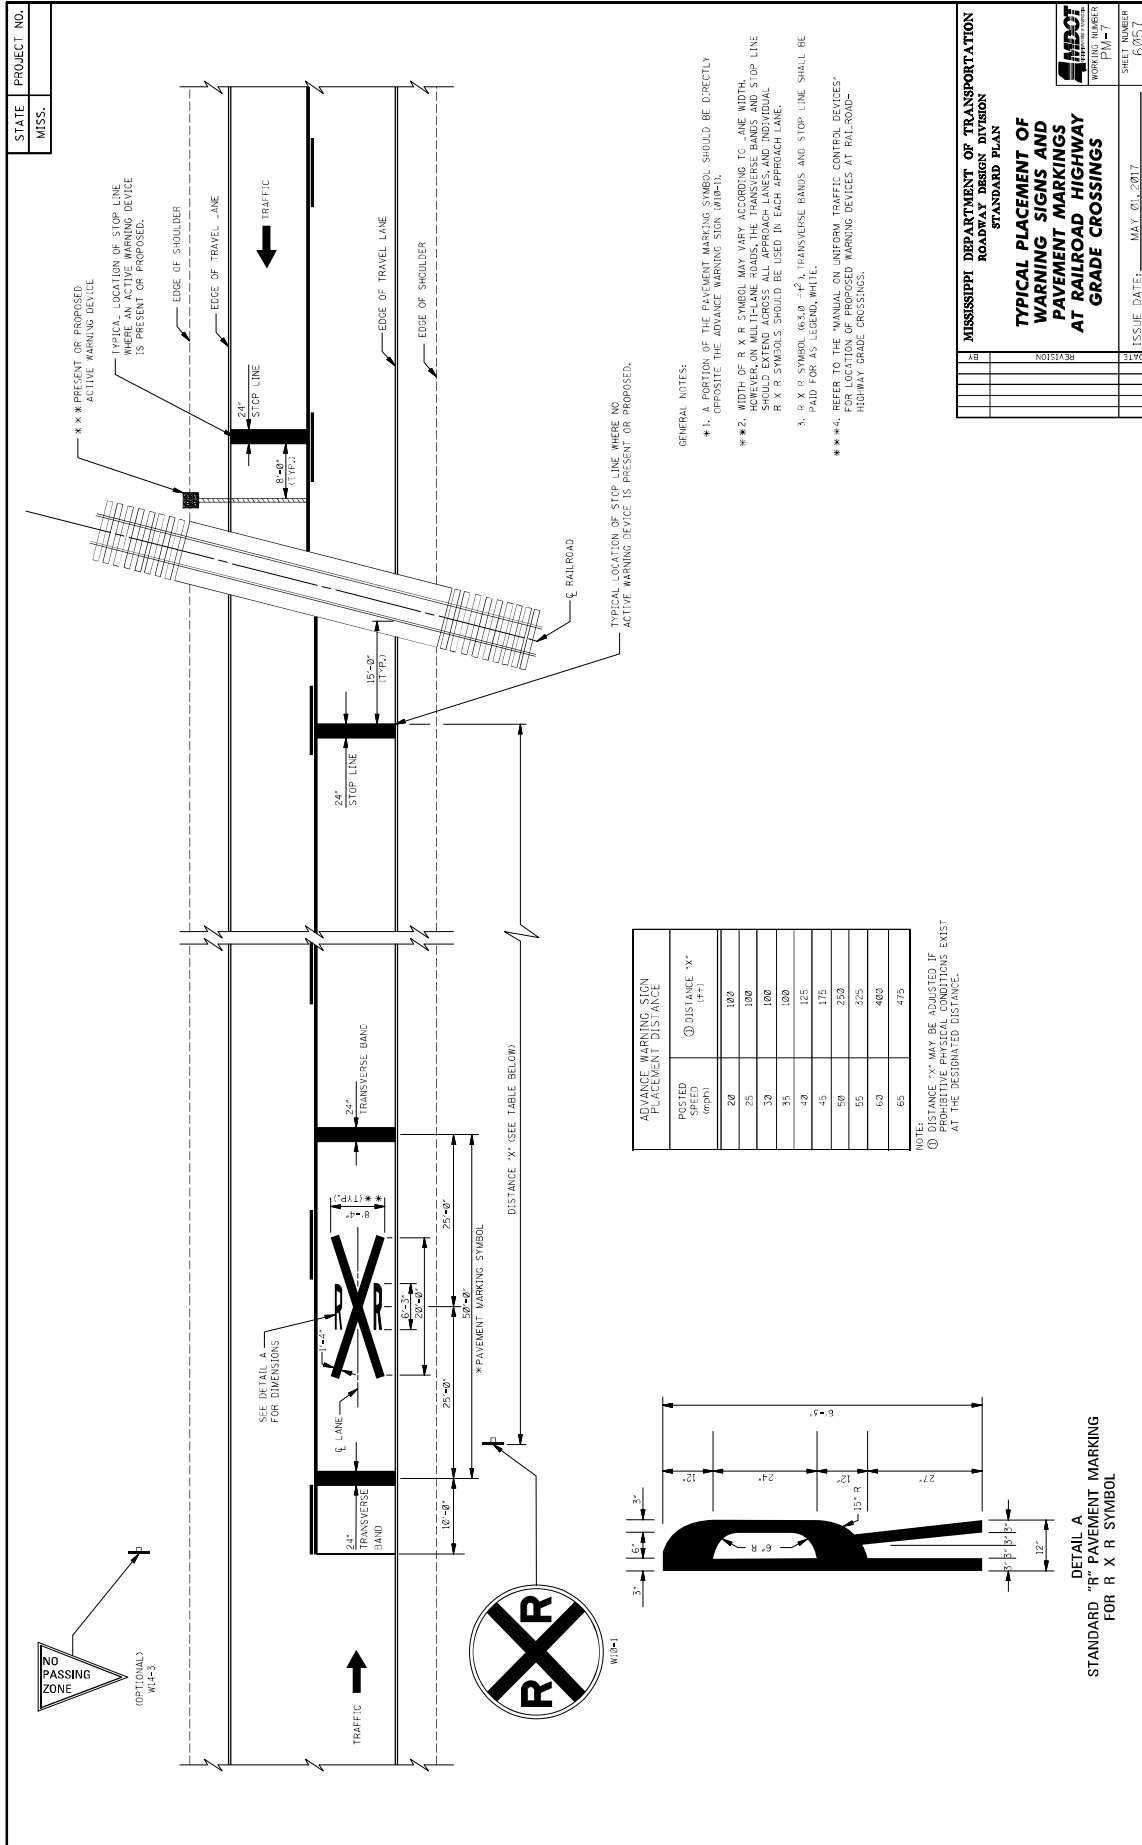 STATE PROJECT NO.
MISS.
NO
PASSING
ZONE
(OPTIONAL)
W14-3
* * * PRESENT OR PROPOSED
ACTIVE WARNING DEVICE
TYPICAL LOCATION OF STOP LINE
WHERE AN ACTIVE WARNING DEVICE
IS PRESENT OR PROPOSED.
EDGE OF SHOULDER
EDGE OF TRAVEL LANE
TRAFFIC
EDGE OF TRAVEL LANE
EDGE OF SHOULDER
24"
STOP LINE
8'-0"
(TYP.)
SEE DETAIL A
FOR DIMENSIONS
1'-4"
℄ LANE
R
R
8'-4"
* * (TYP.)
24"
TRANSVERSE BAND
24"
TRANSVERSE
BAND
24"
STOP LINE
15'-0"
(TYP.)
℄ RAILROAD
6'-3"
20'-0"
10'-0"
25'-0"
25'-0"
50'-0"
*PAVEMENT MARKING SYMBOL
DISTANCE "X" (SEE TABLE BELOW)
TYPICAL LOCATION OF STOP LINE WHERE NO
ACTIVE WARNING DEVICE IS PRESENT OR PROPOSED.
TRAFFIC
R R
W10-1
ADVANCE WARNING SIGN
PLACEMENT DISTANCE
POSTED
SPEED
(mph)
① DISTANCE "X"
(ft)
20 100
25 100
30 100
35 100
40 125
45 175
50 250
55 325
60 400
65 475
NOTE:
① DISTANCE "X" MAY BE ADJUSTED IF
PROHIBITIVE PHYSICAL CONDITIONS EXIST
AT THE DESIGNATED DISTANCE.
3" 6" 3"
12"
24"
12"
27"
6'-3"
6" R
15" R
3" 3" 3" 3"
12"
DETAIL A
STANDARD "R" PAVEMENT MARKING
FOR R X R SYMBOL
GENERAL NOTES:
* 1. A PORTION OF THE PAVEMENT MARKING SYMBOL SHOULD BE DIRECTLY
OPPOSITE THE ADVANCE WARNING SIGN (W10-1).
* * 2. WIDTH OF R X R SYMBOL MAY VARY ACCORDING TO LANE WIDTH.
HOWEVER, ON MULTI-LANE ROADS, THE TRANSVERSE BANDS AND STOP LINE
SHOULD EXTEND ACROSS ALL APPROACH LANES, AND INDIVIDUAL
R X R SYMBOLS SHOULD BE USED IN EACH APPROACH LANE.
3. R X R SYMBOL (63.0 ft²), TRANSVERSE BANDS AND STOP LINE SHALL BE
PAID FOR AS LEGEND, WHITE.
* * * 4. REFER TO THE "MANUAL ON UNIFORM TRAFFIC CONTROL DEVICES"
FOR LOCATION OF PROPOSED WARNING DEVICES AT RAILROAD-
HIGHWAY GRADE CROSSINGS.
BY
REVISION
DATE
MISSISSIPPI DEPARTMENT OF TRANSPORTATION
ROADWAY DESIGN DIVISION
STANDARD PLAN
TYPICAL PLACEMENT OF
WARNING SIGNS AND
PAVEMENT MARKINGS
AT RAILROAD HIGHWAY
GRADE CROSSINGS
MDOT
WORKING NUMBER
PM-7
SHEET NUMBER
6057
ISSUE DATE: MAY 01, 2017